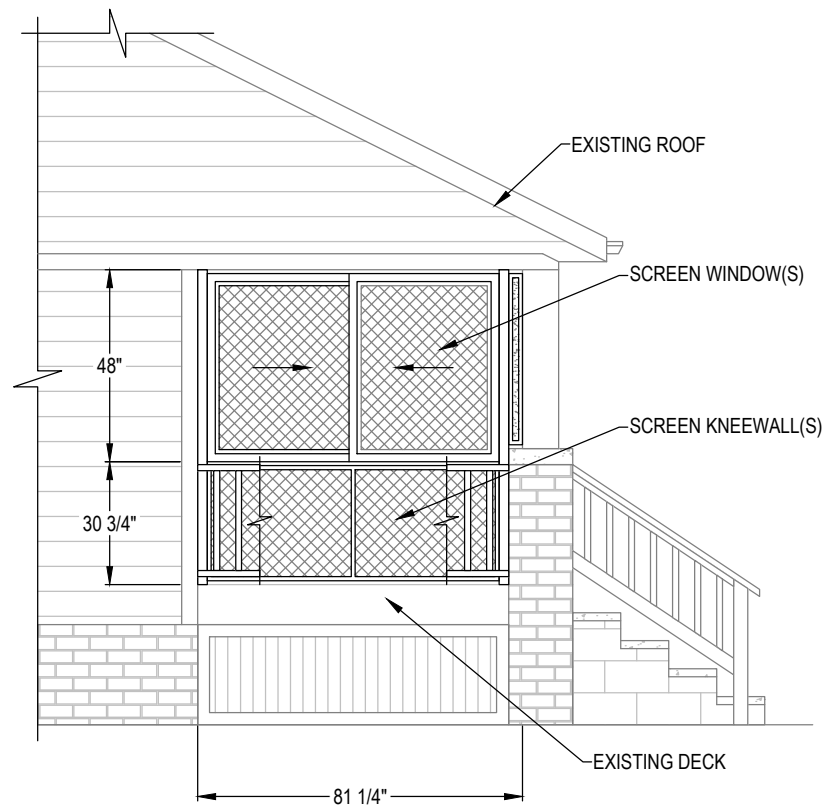 EXISTING ROOF
SCREEN WINDOW(S)
48"
SCREEN KNEEWALL(S)
30 3/4"
EXISTING DECK
81 1/4"